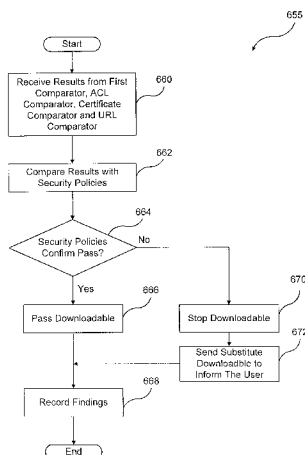 655
Start
Receive Results from First
Comparator, ACL
Comparator, Certificate
Comparator and URL
Comparator
660
Compare Results with
Security Policies
662
Security Policies
Confirm Pass?
664
No
Yes
Pass Downloadable
666
Stop Downloadable
670
Send Substitute
Downloadble to
Inform The User
672
Record Findings
668
End